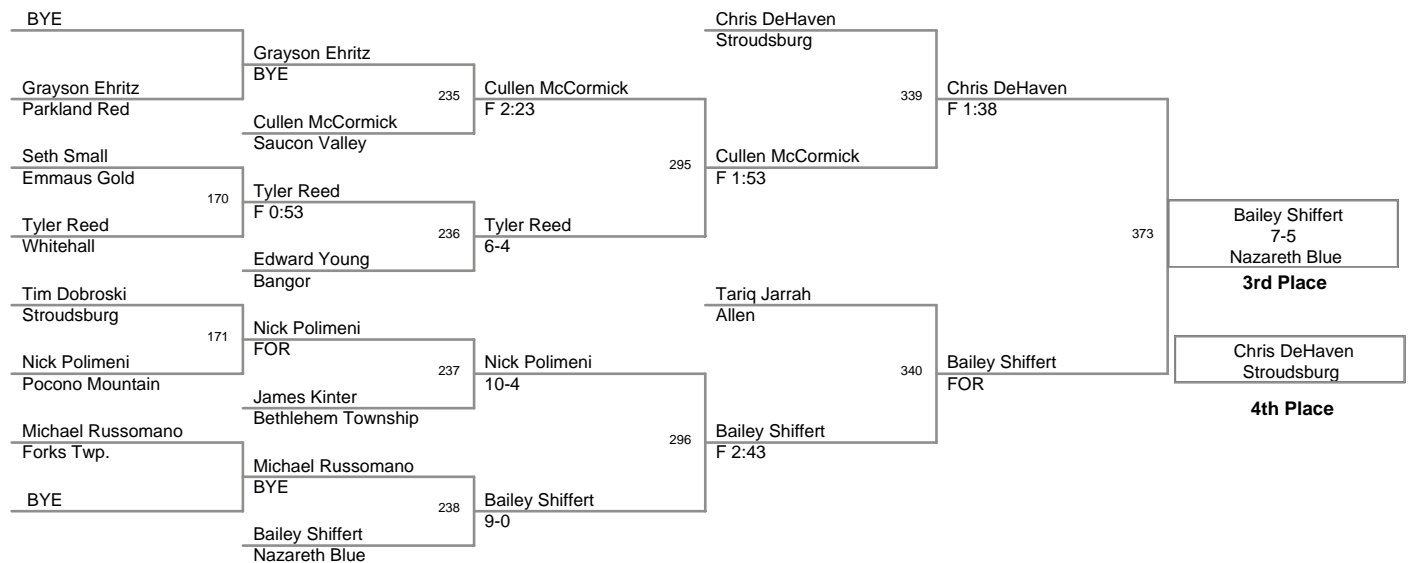 BYE
Grayson Ehritz
Parkland Red
Seth Small
Emmaus Gold
170
Tyler Reed
Whitehall
Tim Dobroski
Stroudsburg
171
Nick Polimeni
Pocono Mountain
Michael Russomano
Forks Twp.
BYE
Grayson Ehritz
BYE
235
Cullen McCormick
Saucon Valley
Tyler Reed
F 0:53
236
Edward Young
Bangor
Nick Polimeni
FOR
237
James Kinter
Bethlehem Township
Michael Russomano
BYE
238
Bailey Shiffert
Nazareth Blue
Cullen McCormick
F 2:23
295
Tyler Reed
6-4
Nick Polimeni
10-4
296
Bailey Shiffert
9-0
Chris DeHaven
Stroudsburg
339
Cullen McCormick
F 1:53
Tariq Jarrah
Allen
340
Bailey Shiffert
F 2:43
Chris DeHaven
F 1:38
373
Bailey Shiffert
FOR
Bailey Shiffert
7-5
Nazareth Blue
3rd Place
Chris DeHaven
Stroudsburg
4th Place